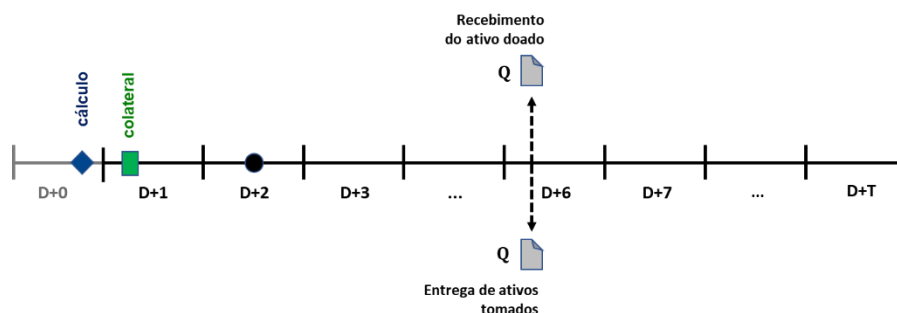 Recebimento
do ativo doado
Q
cálculo
colateral
D+0
D+1
D+2
D+3
...
D+6
D+7
...
D+T
Q
Entrega de ativos
tomados